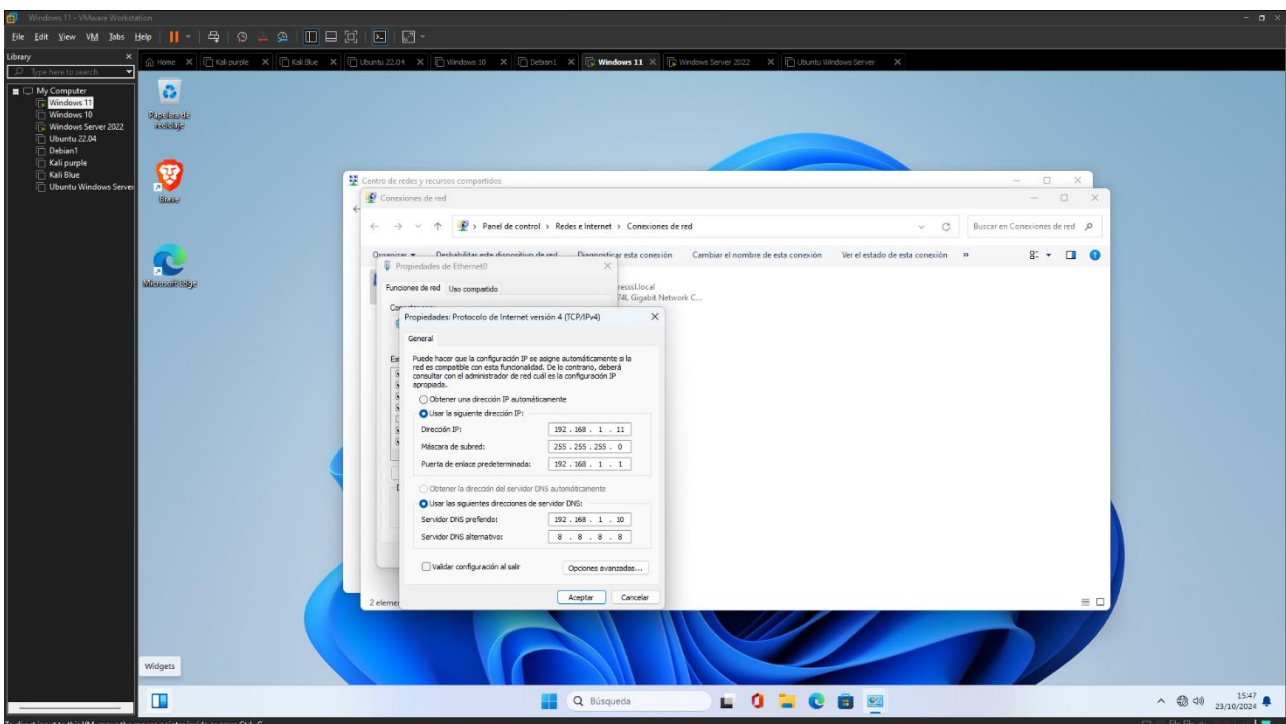 Windows 11 - VMware Workstation
File Edit View VM Tabs Help
Library
Type here to search
Home Kali purple Kali Blue Ubuntu 22.04 Windows 10 Debian1 Windows 11 Windows Server 2022 Ubuntu Windows Server
My Computer
Windows 11
Windows 10
Windows Server 2022
Ubuntu 22.04
Debian1
Kali purple
Kali Blue
Ubuntu Windows Server
Papelera de
reciclaje
Brave
Microsoft Edge
Centro de redes y recursos compartidos
Conexiones de red
Panel de control > Redes e Internet > Conexiones de red
Buscar en Conexiones de red
Organizar Deshabilitar este dispositivo de red Diagnosticar esta conexión Cambiar el nombre de esta conexión Ver el estado de esta conexión »
Propiedades de Ethernet0
Funciones de red Uso compartido
resssl.local
74L Gigabit Network C...
Propiedades: Protocolo de Internet versión 4 (TCP/IPv4)
General
Puede hacer que la configuración IP se asigne automáticamente si la
red es compatible con esta funcionalidad. De lo contrario, deberá
consultar con el administrador de red cuál es la configuración IP
apropiada.
Obtener una dirección IP automáticamente
Usar la siguiente dirección IP:
Dirección IP: 192 . 168 . 1 . 11
Máscara de subred: 255 . 255 . 255 . 0
Puerta de enlace predeterminada: 192 . 168 . 1 . 1
Obtener la dirección del servidor DNS automáticamente
Usar las siguientes direcciones de servidor DNS:
Servidor DNS preferido: 192 . 168 . 1 . 10
Servidor DNS alternativo: 8 . 8 . 8 . 8
Validar configuración al salir
Opciones avanzadas...
Aceptar Cancelar
2 elemen
Widgets
Búsqueda
15:47
23/10/2024